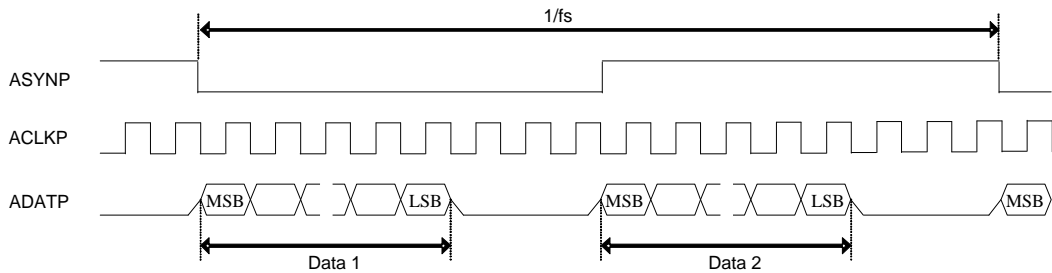 1/fs
ASYNP
ACLKP
ADATP
MSB LSB MSB LSB MSB
Data 1 Data 2